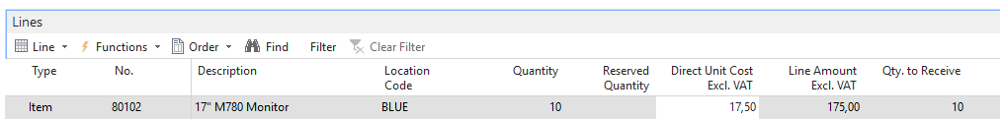 Lines
Line Functions Order Find Filter Clear Filter
Type No. Description Location Code Quantity Reserved Quantity Direct Unit Cost Excl. VAT Line Amount Excl. VAT Qty. to Receive
Item 80102 17" M780 Monitor BLUE 10 17,50 175,00 10